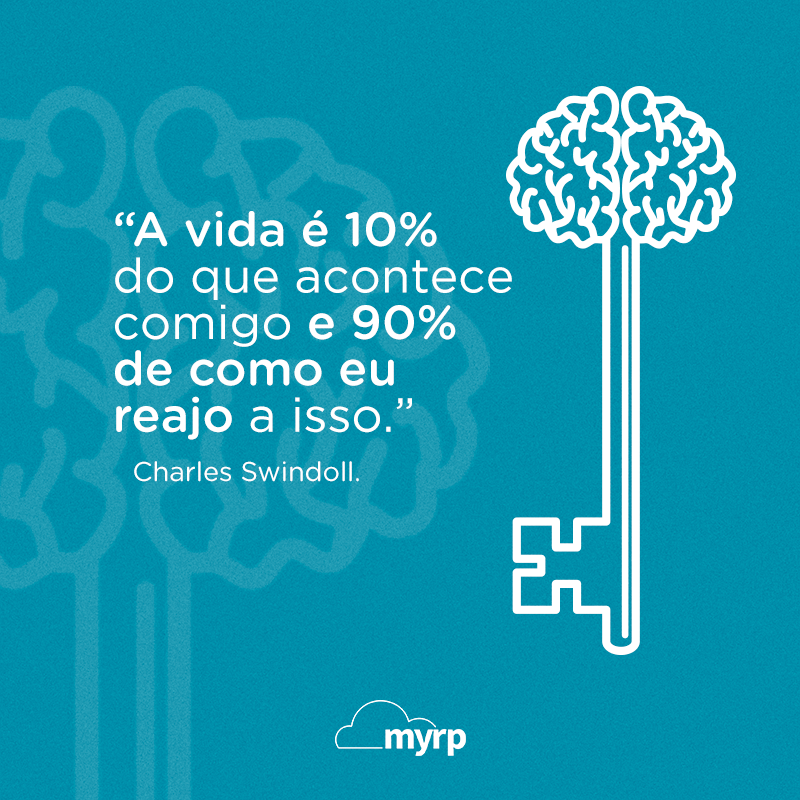 “A vida é 10%
do que acontece
comigo e 90%
de como eu
reajo a isso.”
Charles Swindoll.
myrp